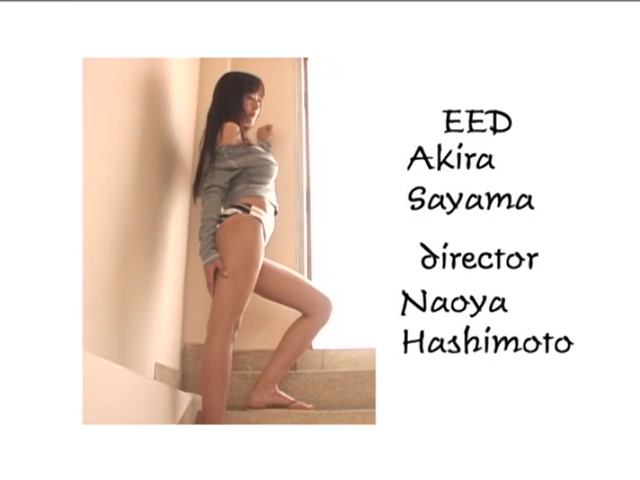 EED
Akira
Sayama
director
Naoya
Hashimoto